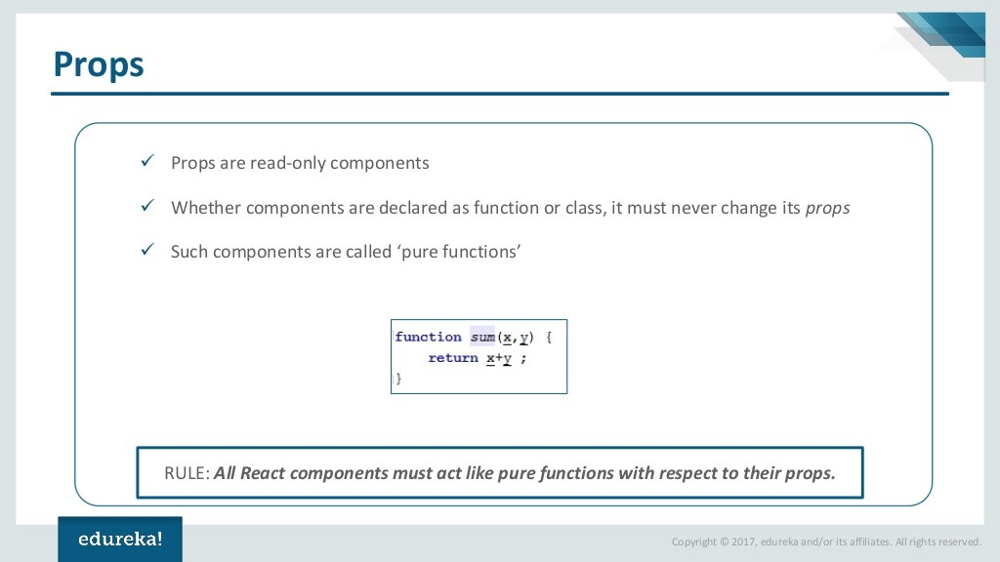 Props
Props are read-only components
Whether components are declared as function or class, it must never change its props
Such components are called ‘pure functions’
function sum(x,y) {
return x+y ;
}
RULE: All React components must act like pure functions with respect to their props.
edureka!
Copyright © 2017, edureka and/or its affiliates. All rights reserved.